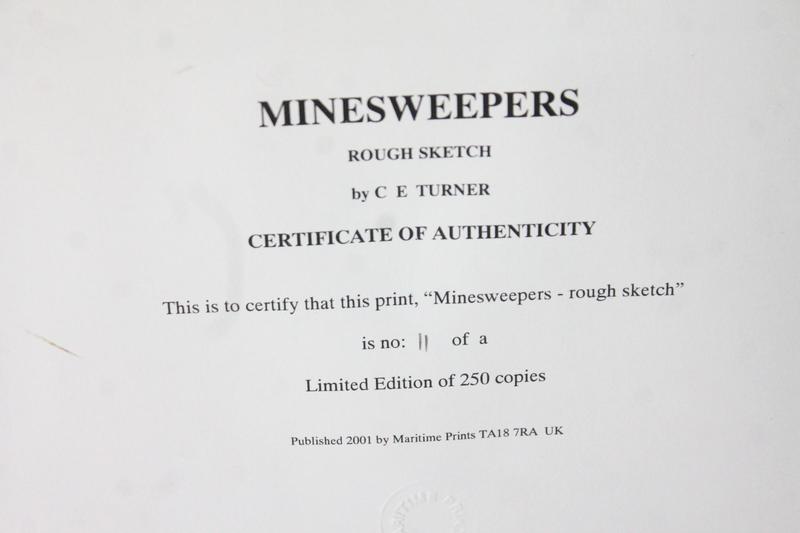 MINESWEEPERS
ROUGH SKETCH
by C E TURNER
CERTIFICATE OF AUTHENTICITY
This is to certify that this print, “Minesweepers - rough sketch”
is no: 11 of a
Limited Edition of 250 copies
Published 2001 by Maritime Prints TA18 7RA UK